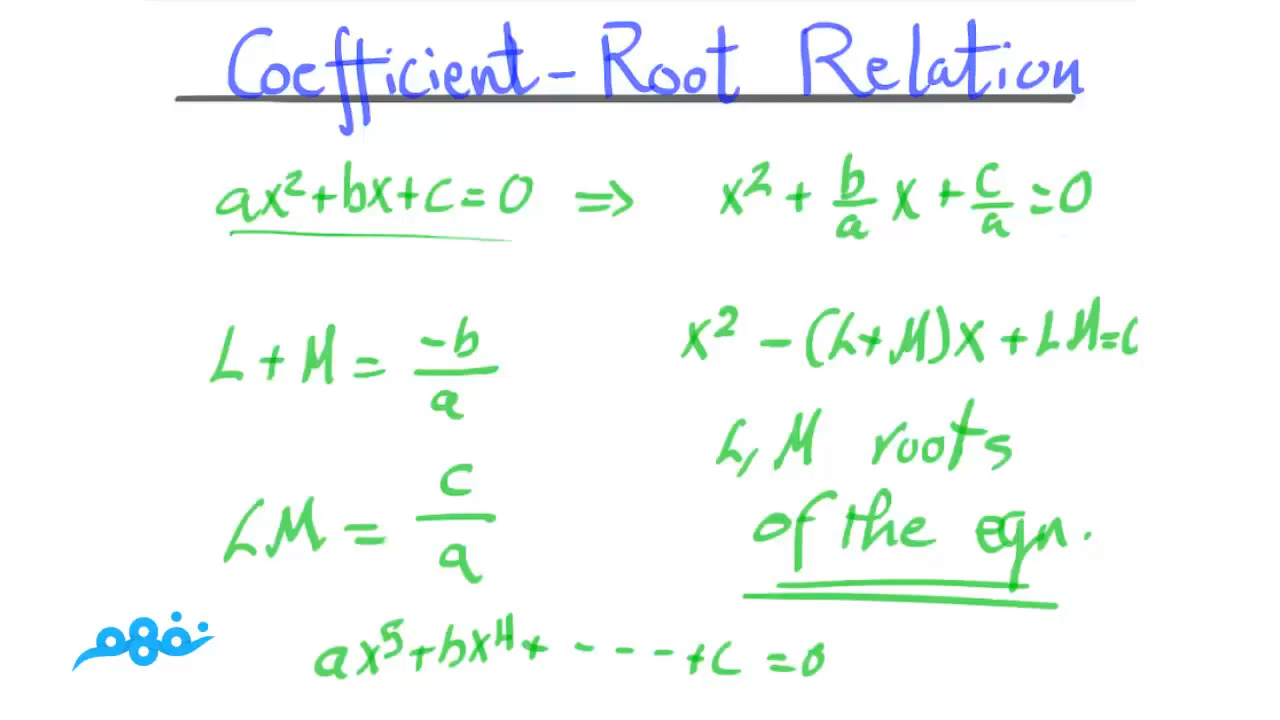 Coefficient - Root Relation
ax² + bx + c = 0 ⇒ x² + b/a x + c/a = 0
L + M = -b/a
x² - (L+M)x + LM = 0
L, M roots
LM = c/a
of the eqn.
نفهم
ax⁵ + bx⁴ + - - - - + c = 0